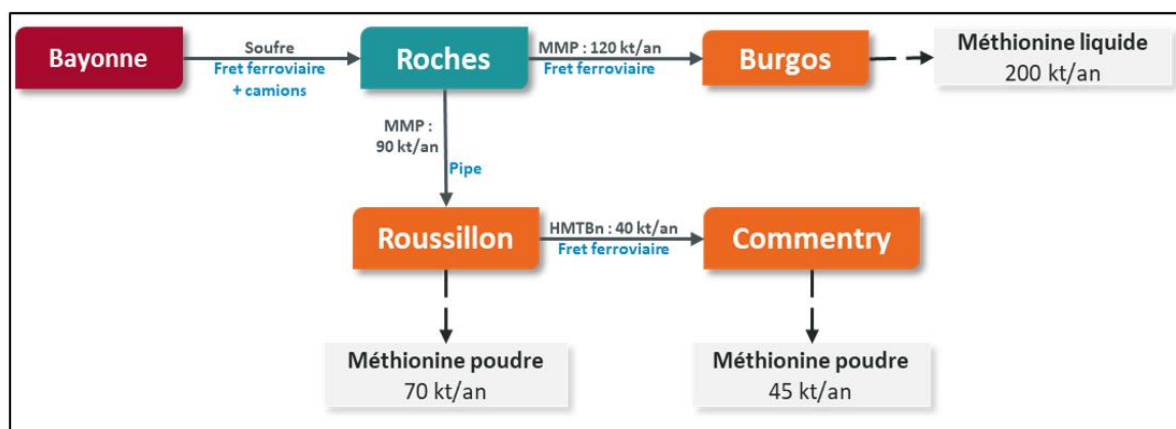 Bayonne
Soufre
Fret ferroviaire
+ camions
Roches
MMP : 120 kt/an
Fret ferroviaire
Burgos
Méthionine liquide
200 kt/an
MMP :
90 kt/an
Pipe
Roussillon
HMTBn : 40 kt/an
Fret ferroviaire
Commentry
Méthionine poudre
70 kt/an
Méthionine poudre
45 kt/an